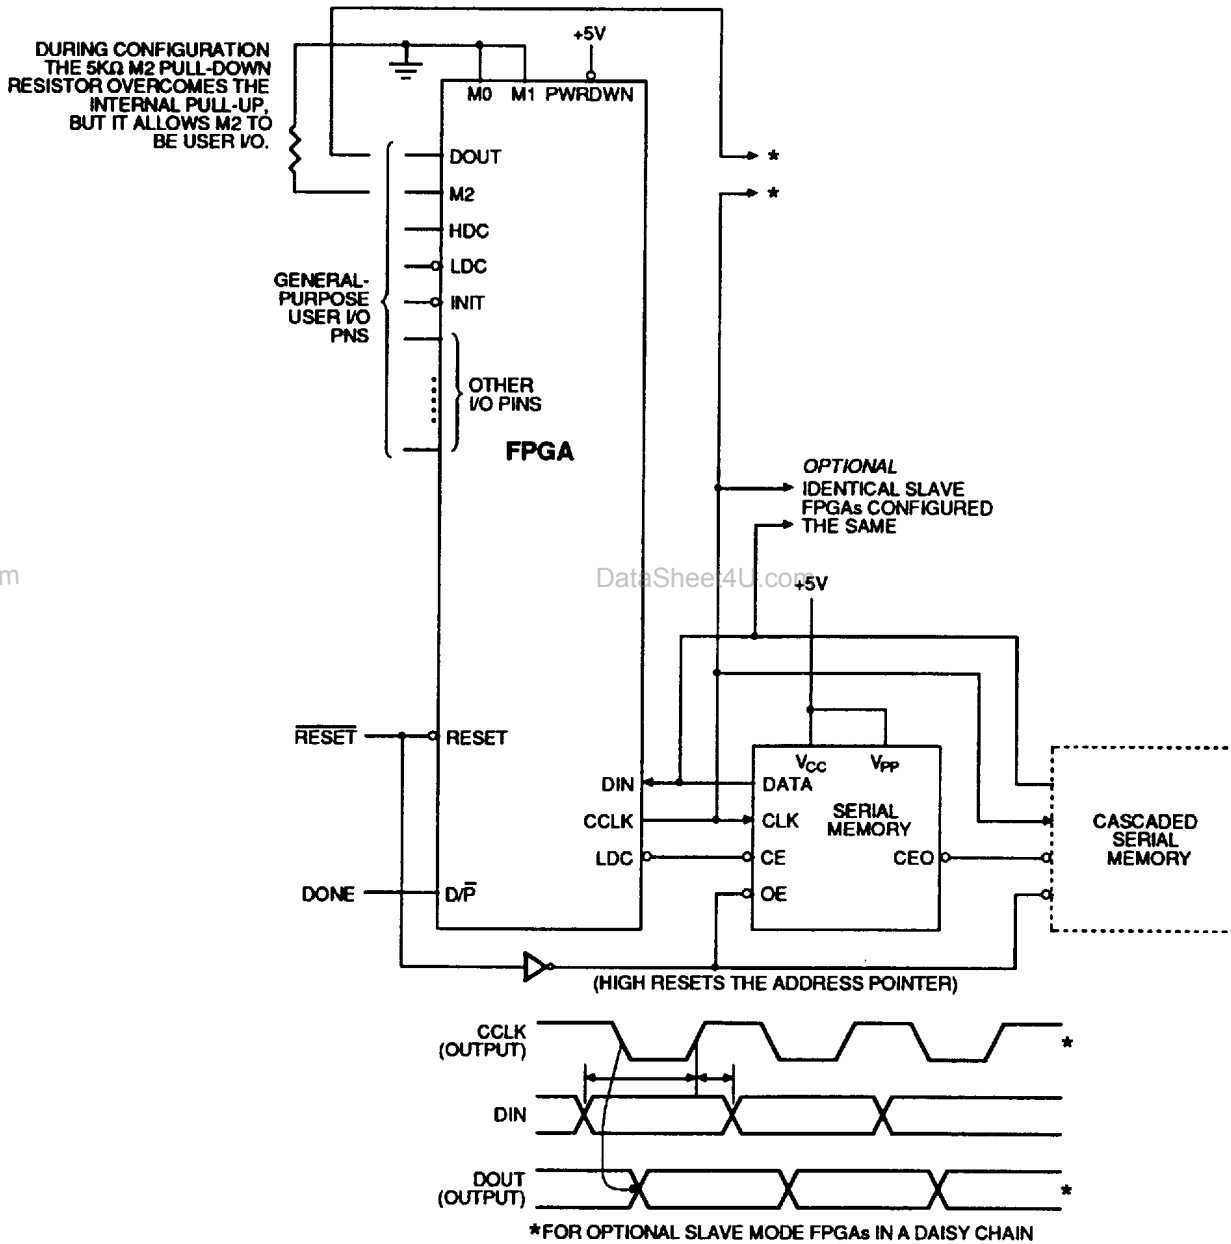 DURING CONFIGURATION
THE 5KΩ M2 PULL-DOWN
RESISTOR OVERCOMES THE
INTERNAL PULL-UP,
BUT IT ALLOWS M2 TO
BE USER I/O.
+5V
M0 M1 PWRDWN
DOUT
*
M2
*
HDC
LDC
INIT
GENERAL-
PURPOSE
USER I/O
PNS
OTHER
I/O PINS
FPGA
OPTIONAL
IDENTICAL SLAVE
FPGAs CONFIGURED
THE SAME
m
DataSheet4U.com
+5V
RESET
RESET
VCC
VPP
DIN
DATA
CCLK
CLK
SERIAL
MEMORY
LDC
CE
CEO
OE
CASCADED
SERIAL
MEMORY
DONE
D/P̅
(HIGH RESETS THE ADDRESS POINTER)
CCLK
(OUTPUT)
*
DIN
DOUT
(OUTPUT)
*
*FOR OPTIONAL SLAVE MODE FPGAs IN A DAISY CHAIN